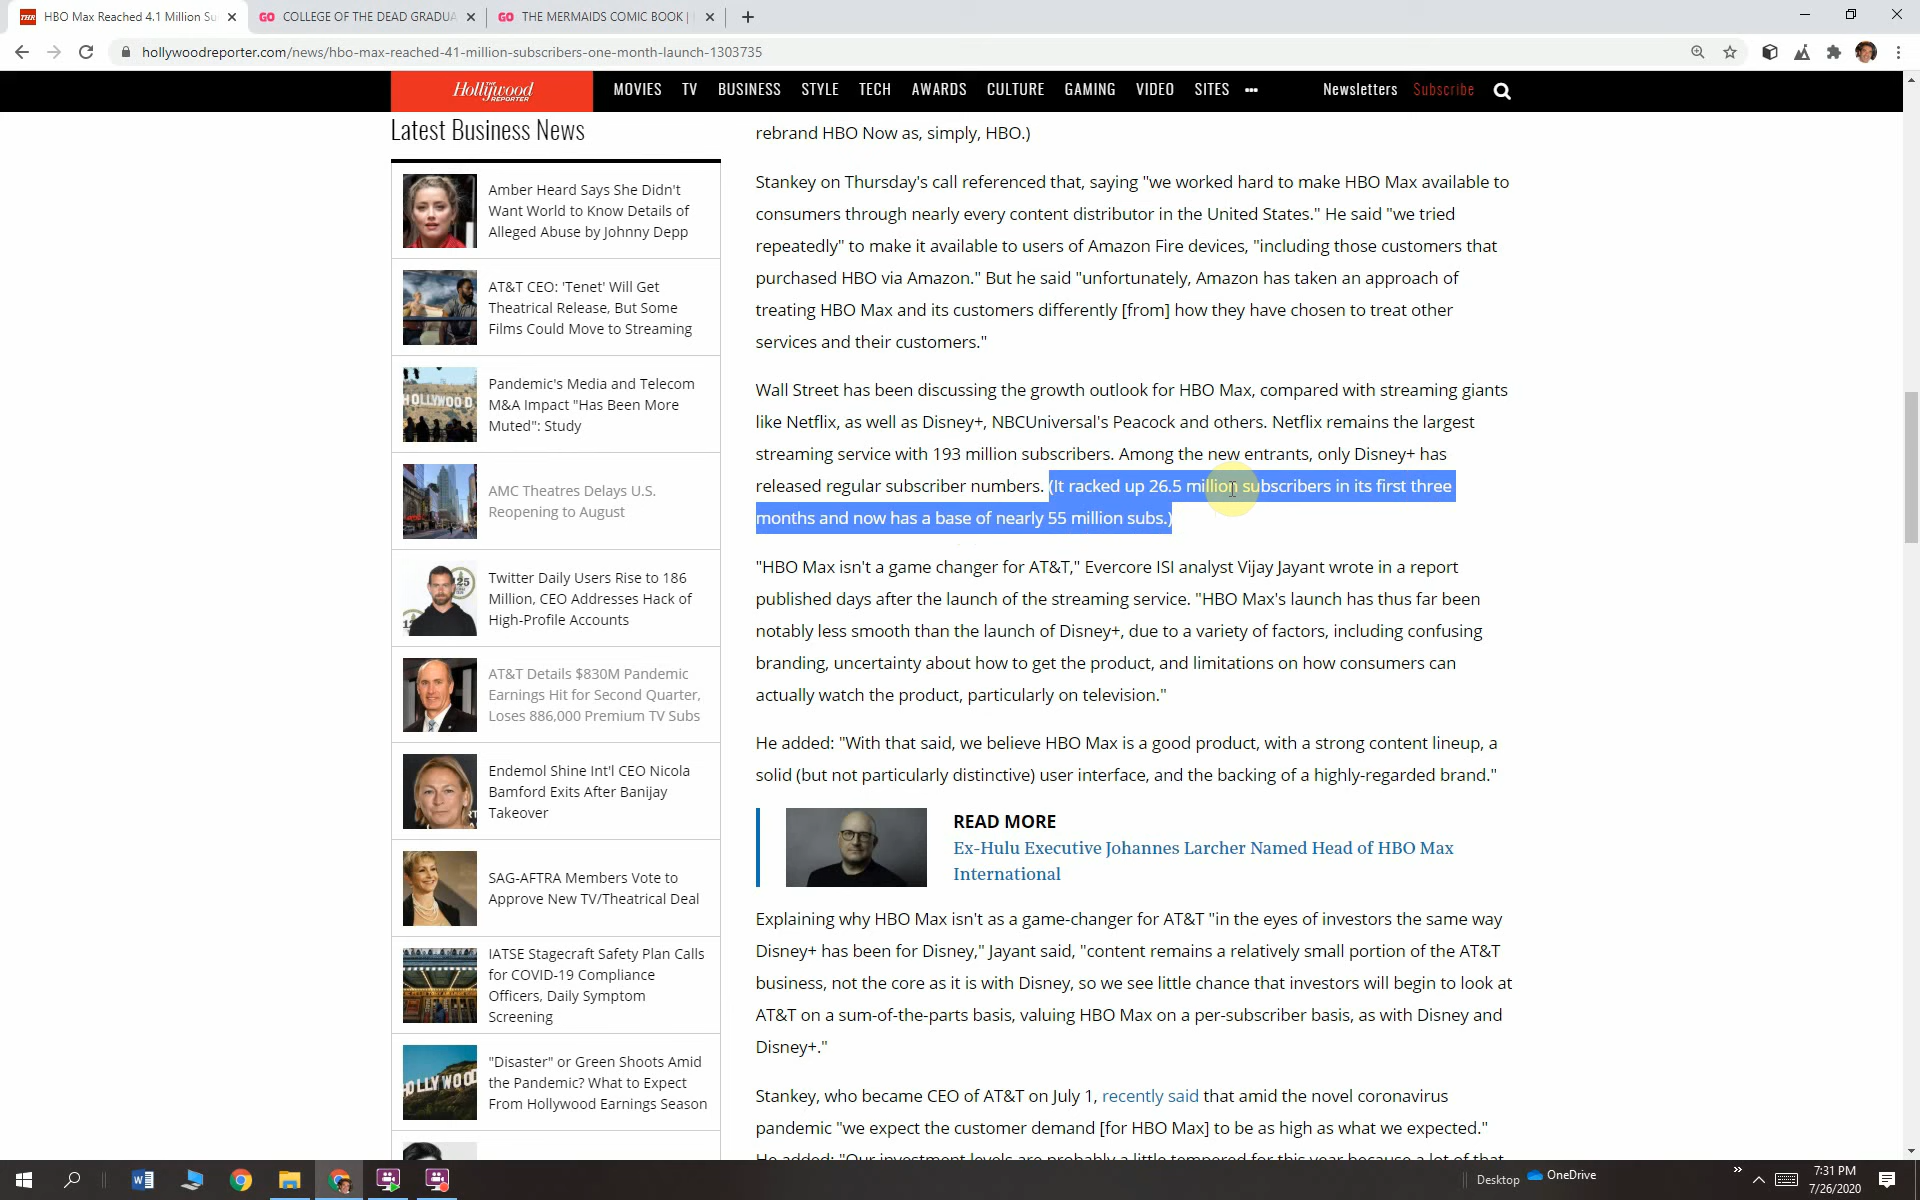 HBO Max Reached 4.1 Million Su
COLLEGE OF THE DEAD GRADUA
THE MERMAIDS COMIC BOOK |
hollywoodreporter.com/news/hbo-max-reached-41-million-subscribers-one-month-launch-1303735
THE Hollywood REPORTER
MOVIES TV BUSINESS STYLE TECH AWARDS CULTURE GAMING VIDEO SITES ••• Newsletters Subscribe
Latest Business News
Amber Heard Says She Didn't
Want World to Know Details of
Alleged Abuse by Johnny Depp
AT&T CEO: 'Tenet' Will Get
Theatrical Release, But Some
Films Could Move to Streaming
Pandemic's Media and Telecom
M&A Impact "Has Been More
Muted": Study
AMC Theatres Delays U.S.
Reopening to August
Twitter Daily Users Rise to 186
Million, CEO Addresses Hack of
High-Profile Accounts
AT&T Details $830M Pandemic
Earnings Hit for Second Quarter,
Loses 886,000 Premium TV Subs
Endemol Shine Int'l CEO Nicola
Bamford Exits After Banijay
Takeover
SAG-AFTRA Members Vote to
Approve New TV/Theatrical Deal
IATSE Stagecraft Safety Plan Calls
for COVID-19 Compliance
Officers, Daily Symptom
Screening
"Disaster" or Green Shoots Amid
the Pandemic? What to Expect
From Hollywood Earnings Season
rebrand HBO Now as, simply, HBO.)
Stankey on Thursday's call referenced that, saying "we worked hard to make HBO Max available to
consumers through nearly every content distributor in the United States." He said "we tried
repeatedly" to make it available to users of Amazon Fire devices, "including those customers that
purchased HBO via Amazon." But he said "unfortunately, Amazon has taken an approach of
treating HBO Max and its customers differently [from] how they have chosen to treat other
services and their customers."
Wall Street has been discussing the growth outlook for HBO Max, compared with streaming giants
like Netflix, as well as Disney+, NBCUniversal's Peacock and others. Netflix remains the largest
streaming service with 193 million subscribers. Among the new entrants, only Disney+ has
released regular subscriber numbers. (It racked up 26.5 million subscribers in its first three
months and now has a base of nearly 55 million subs.)
"HBO Max isn't a game changer for AT&T," Evercore ISI analyst Vijay Jayant wrote in a report
published days after the launch of the streaming service. "HBO Max's launch has thus far been
notably less smooth than the launch of Disney+, due to a variety of factors, including confusing
branding, uncertainty about how to get the product, and limitations on how consumers can
actually watch the product, particularly on television."
He added: "With that said, we believe HBO Max is a good product, with a strong content lineup, a
solid (but not particularly distinctive) user interface, and the backing of a highly-regarded brand."
READ MORE
Ex-Hulu Executive Johannes Larcher Named Head of HBO Max
International
Explaining why HBO Max isn't as a game-changer for AT&T "in the eyes of investors the same way
Disney+ has been for Disney," Jayant said, "content remains a relatively small portion of the AT&T
business, not the core as it is with Disney, so we see little chance that investors will begin to look at
AT&T on a sum-of-the-parts basis, valuing HBO Max on a per-subscriber basis, as with Disney and
Disney+."
Stankey, who became CEO of AT&T on July 1, recently said that amid the novel coronavirus
pandemic "we expect the customer demand [for HBO Max] to be as high as what we expected."
He added: "Our investment levels are probably a little tempered for this year because a lot of that
Desktop OneDrive
7:31 PM
7/26/2020